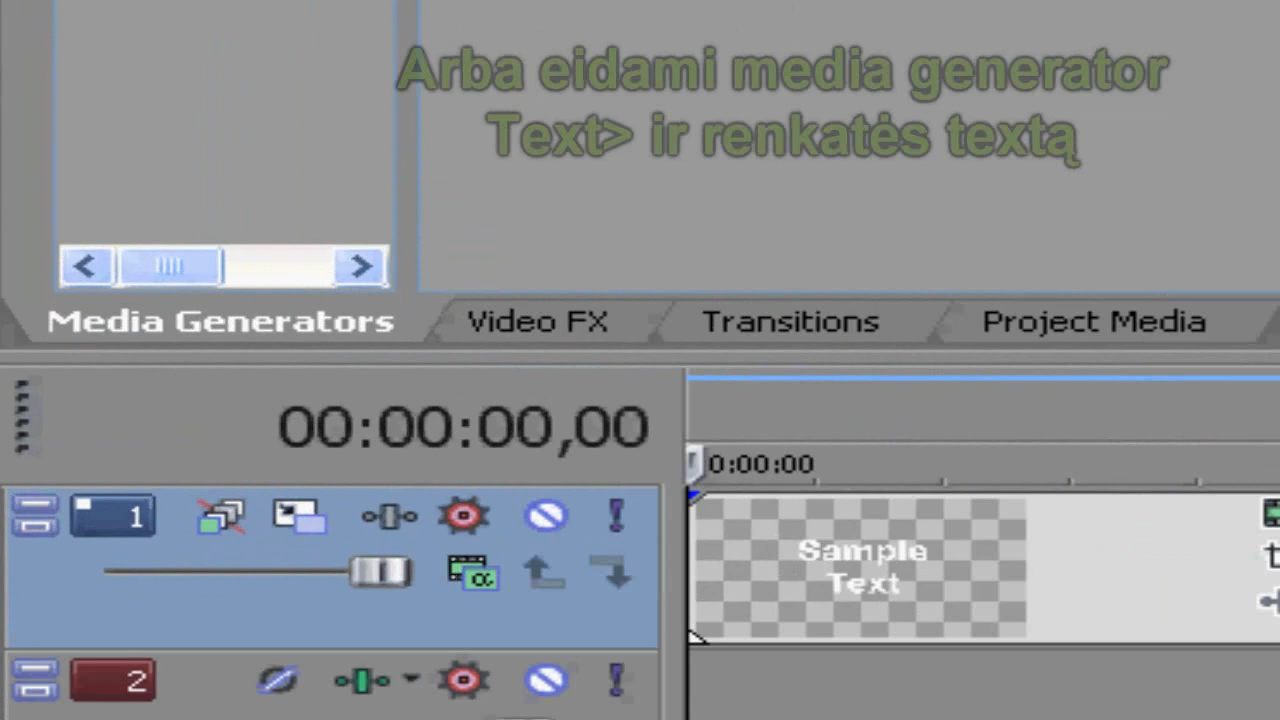 Arba eidami media generator
Text> ir renkatės textą
Media Generators
Video FX
Transitions
Project Media
00:00:00,00
0:00:00
1
α
Sample
Text
2